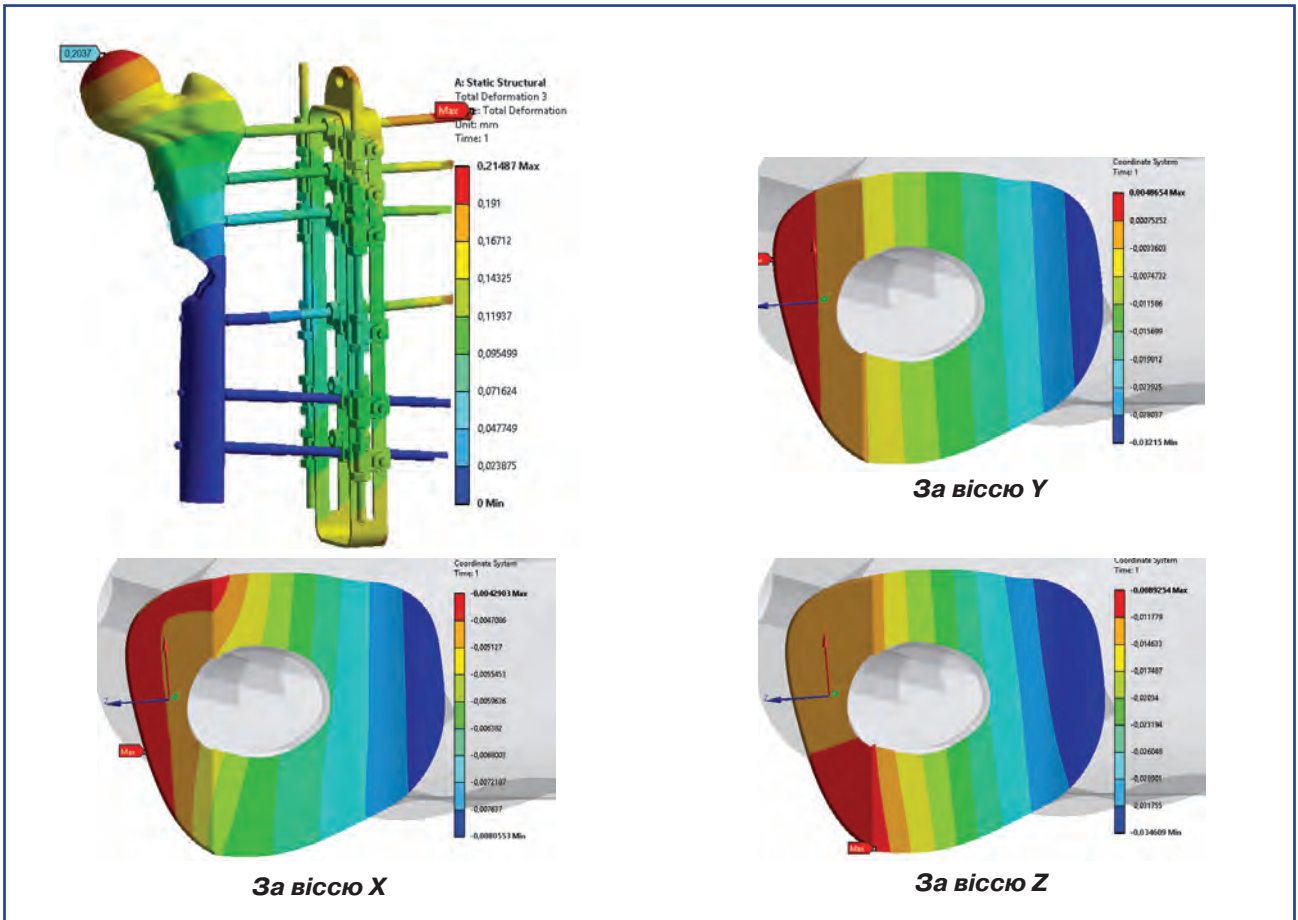 0,2037
A: Static Structural
Total Deformation 3
e: Total Deformation
Unit: mm
Time: 1
Max
0,21487 Max
0,191
0,16712
0,14325
0,11937
0,095499
0,071624
0,047749
0,023875
0 Min
Coordinate System
Time: 1
0,0048654 Max
0,00075252
-0,0033603
-0,0074732
-0,011586
-0,015699
-0,019812
-0,023925
-0,028037
-0,03215 Min
За віссю Y
Coordinate System
Time: 1
-0,0042903 Max
-0,0047086
-0,005127
-0,0055453
-0,0059636
-0,006382
-0,0068003
-0,0072187
-0,007637
-0,0080553 Min
Z
Max
За віссю X
Coordinate System
Time: 1
-0,0089254 Max
-0,011779
-0,014633
-0,017487
-0,02034
-0,023194
-0,026048
-0,028901
-0,031755
-0,034609 Min
Z
Max
За віссю Z